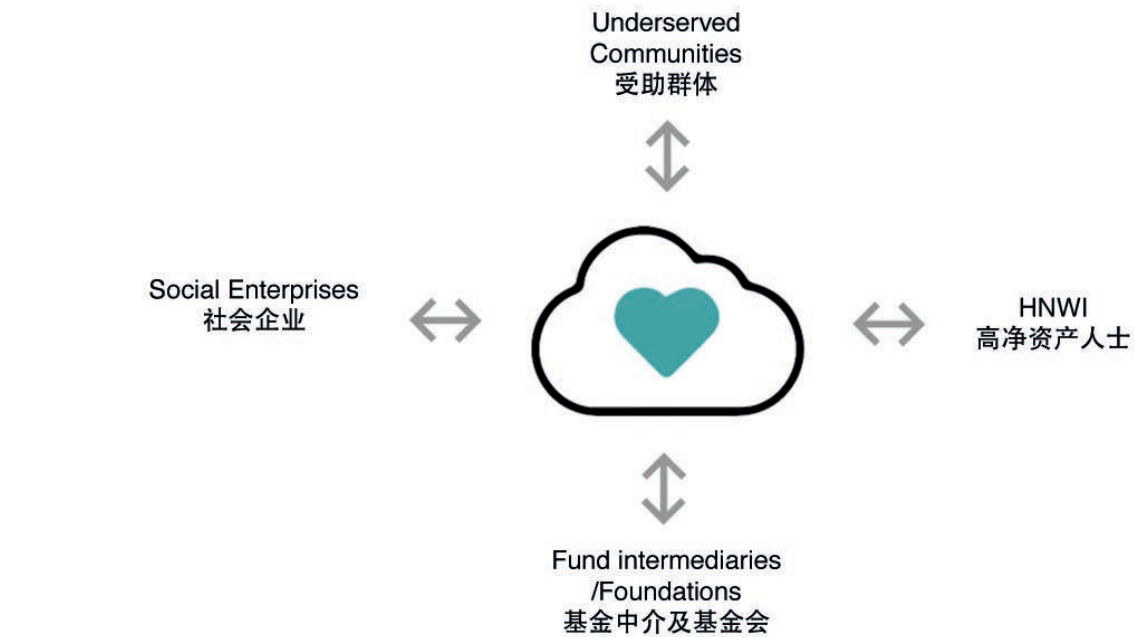 Underserved
Communities
受助群体
Social Enterprises
社会企业
HNWI
高净资产人士
Fund intermediaries
/Foundations
基金中介及基金会